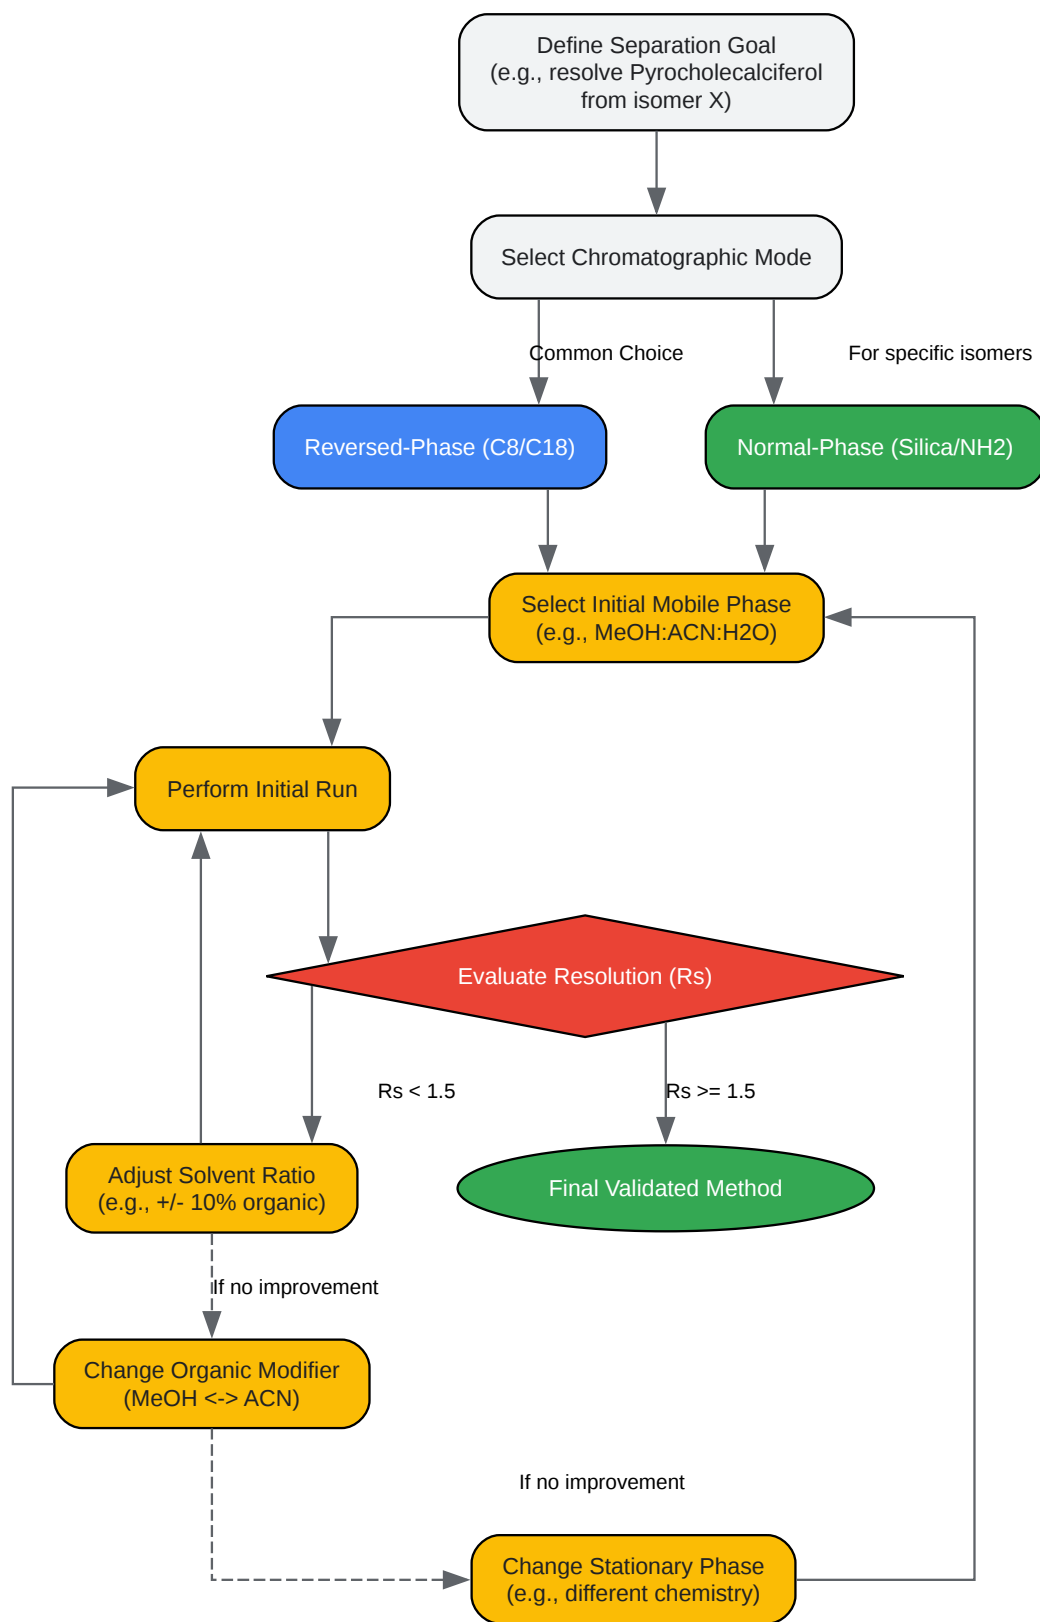 Define Separation Goal
(e.g., resolve Pyrocholecalciferol
from isomer X)
Select Chromatographic Mode
Common Choice
For specific isomers
Reversed-Phase (C8/C18)
Normal-Phase (Silica/NH2)
Select Initial Mobile Phase
(e.g., MeOH:ACN:H2O)
Perform Initial Run
Evaluate Resolution (Rs)
Rs < 1.5
Rs >= 1.5
Adjust Solvent Ratio
(e.g., +/- 10% organic)
Final Validated Method
If no improvement
Change Organic Modifier
(MeOH <-> ACN)
If no improvement
Change Stationary Phase
(e.g., different chemistry)